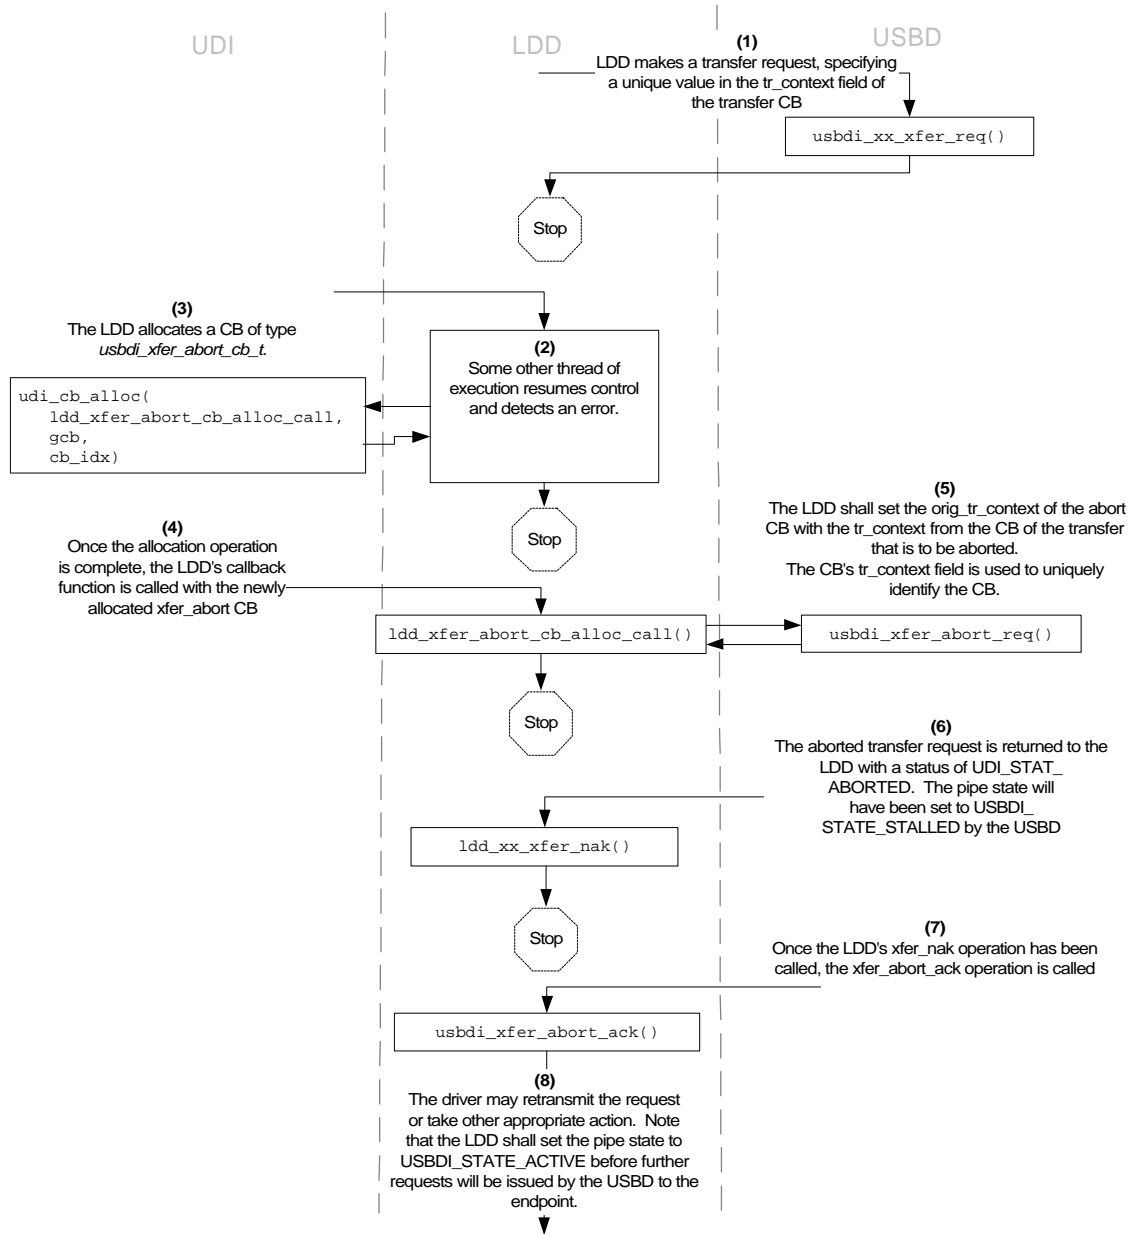 UDI
LDD
USBD
(1)
LDD makes a transfer request, specifying
a unique value in the tr_context field of
the transfer CB
usbdi_xx_xfer_req()
Stop
(3)
The LDD allocates a CB of type
usbdi_xfer_abort_cb_t.
udi_cb_alloc(
ldd_xfer_abort_cb_alloc_call,
gcb,
cb_idx)
(2)
Some other thread of
execution resumes control
and detects an error.
Stop
(4)
Once the allocation operation
is complete, the LDD's callback
function is called with the newly
allocated xfer_abort CB
(5)
The LDD shall set the orig_tr_context of the abort
CB with the tr_context from the CB of the transfer
that is to be aborted.
The CB's tr_context field is used to uniquely
identify the CB.
ldd_xfer_abort_cb_alloc_call()
usbdi_xfer_abort_req()
Stop
(6)
The aborted transfer request is returned to the
LDD with a status of UDI_STAT_
ABORTED. The pipe state will
have been set to USBDI_
STATE_STALLED by the USBD
ldd_xx_xfer_nak()
Stop
(7)
Once the LDD's xfer_nak operation has been
called, the xfer_abort_ack operation is called
usbdi_xfer_abort_ack()
(8)
The driver may retransmit the request
or take other appropriate action. Note
that the LDD shall set the pipe state to
USBDI_STATE_ACTIVE before further
requests will be issued by the USBD to the
endpoint.